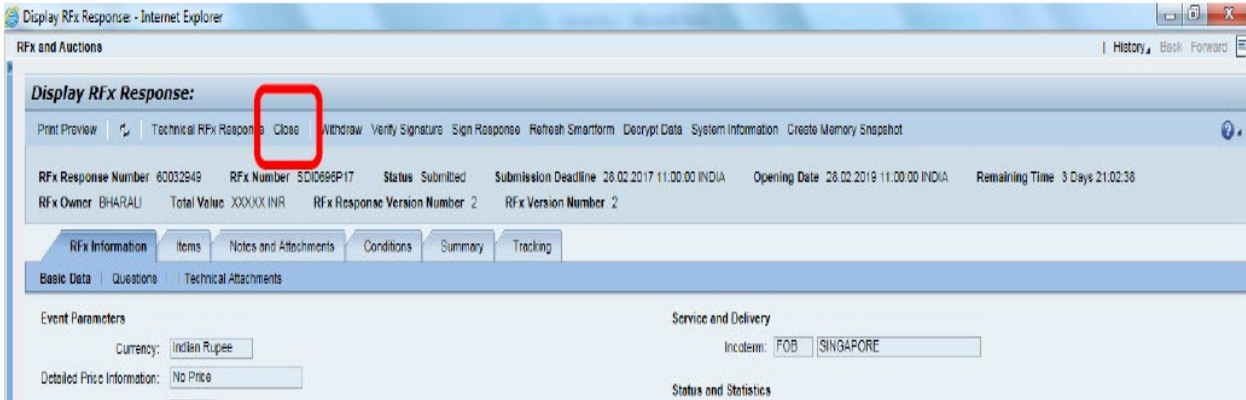 Display RFx Response: - Internet Explorer
RFx and Auctions
History Back Forward
Display RFx Response:
Print Preview Technical RFx Response Close Withdraw Verify Signature Sign Response Refresh Smartform Decrypt Data System Information Create Memory Snapshot
RFx Response Number 60032949 RFx Number SDI0696P17 Status Submitted Submission Deadline 28.02.2017 11:00:00 INDIA Opening Date 28.02.2019 11:00:00 INDIA Remaining Time 3 Days 21:02:38
RFx Owner BHARALI Total Value XXXXX INR RFx Response Version Number 2 RFx Version Number 2
RFx Information Items Notes and Attachments Conditions Summary Tracking
Basic Data Questions Technical Attachments
Event Parameters Service and Delivery
Currency: Indian Rupee Incoterm: FOB SINGAPORE
Detailed Price Information: No Price
Status and Statistics